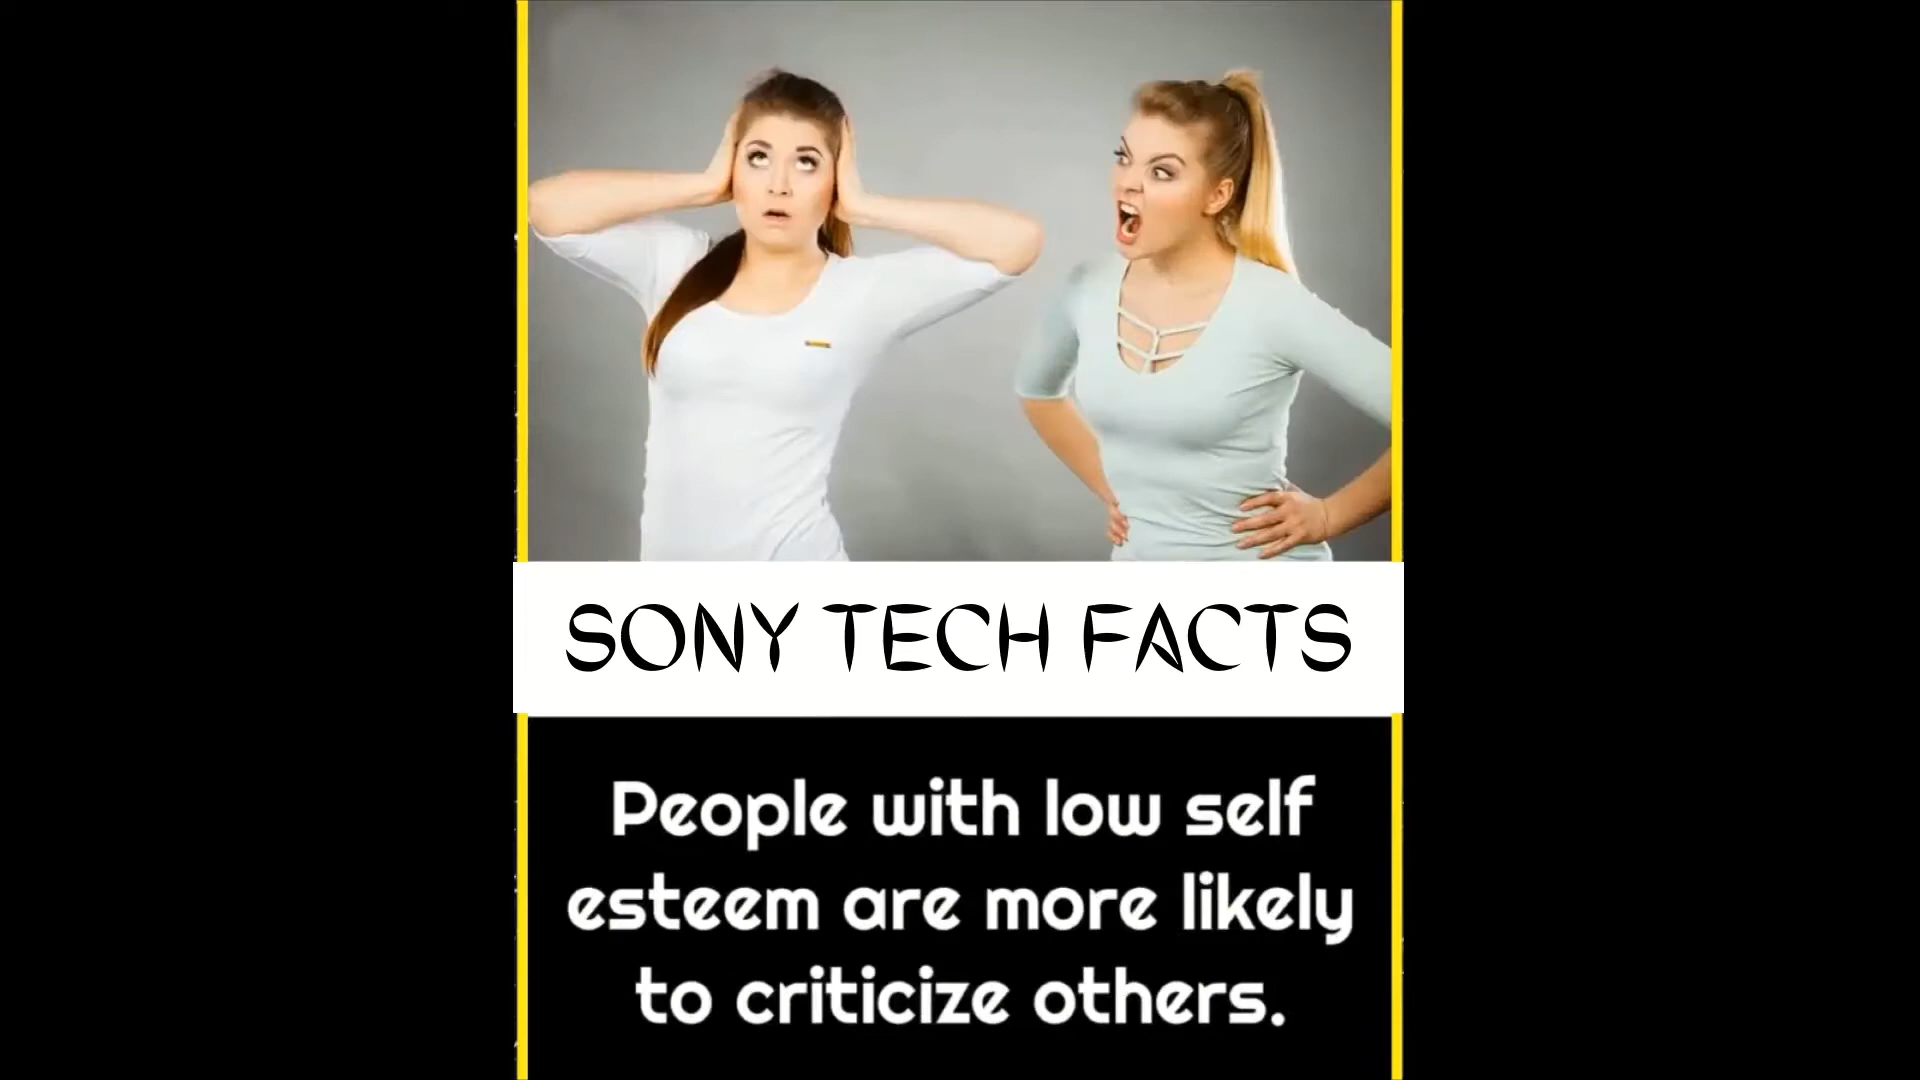 SONY TECH FACTS
People with low self
esteem are more likely
to criticize others.